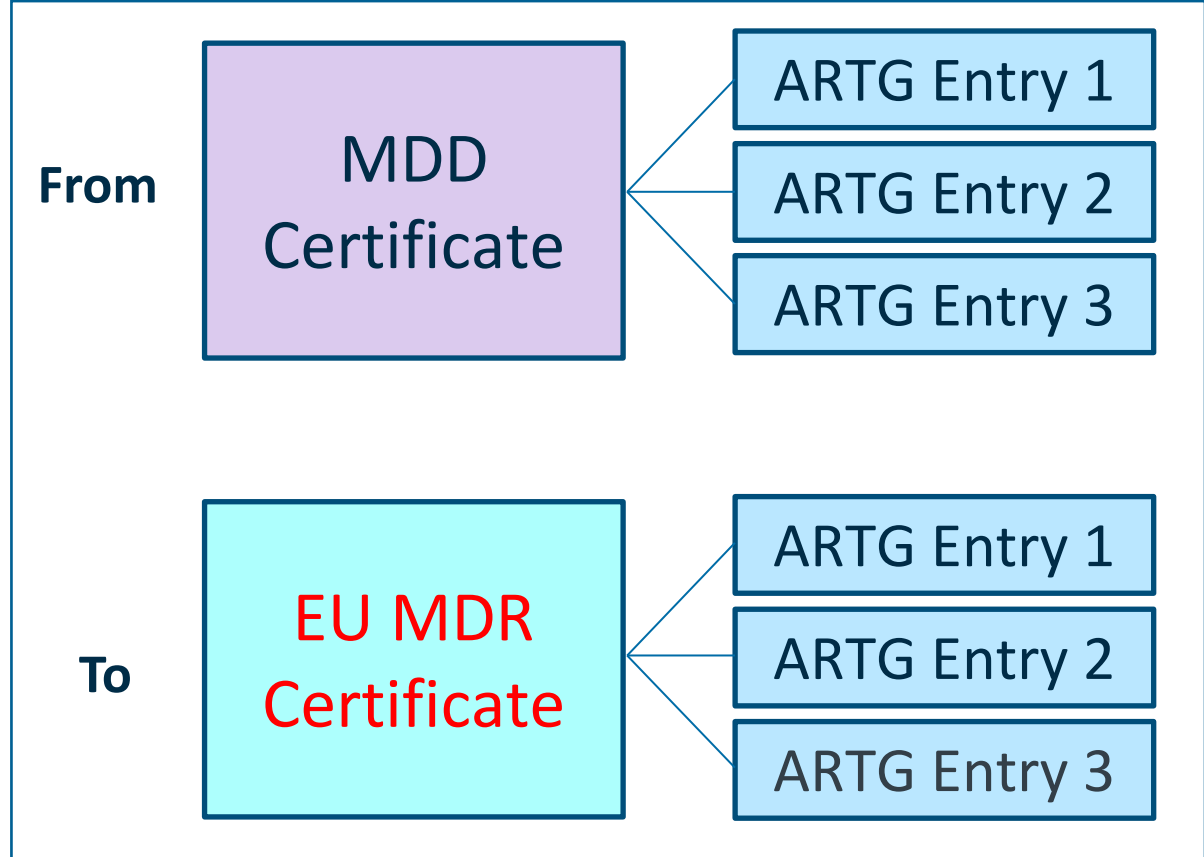 From
MDD
Certificate
ARTG Entry 1
ARTG Entry 2
ARTG Entry 3
To
EU MDR
Certificate
ARTG Entry 1
ARTG Entry 2
ARTG Entry 3